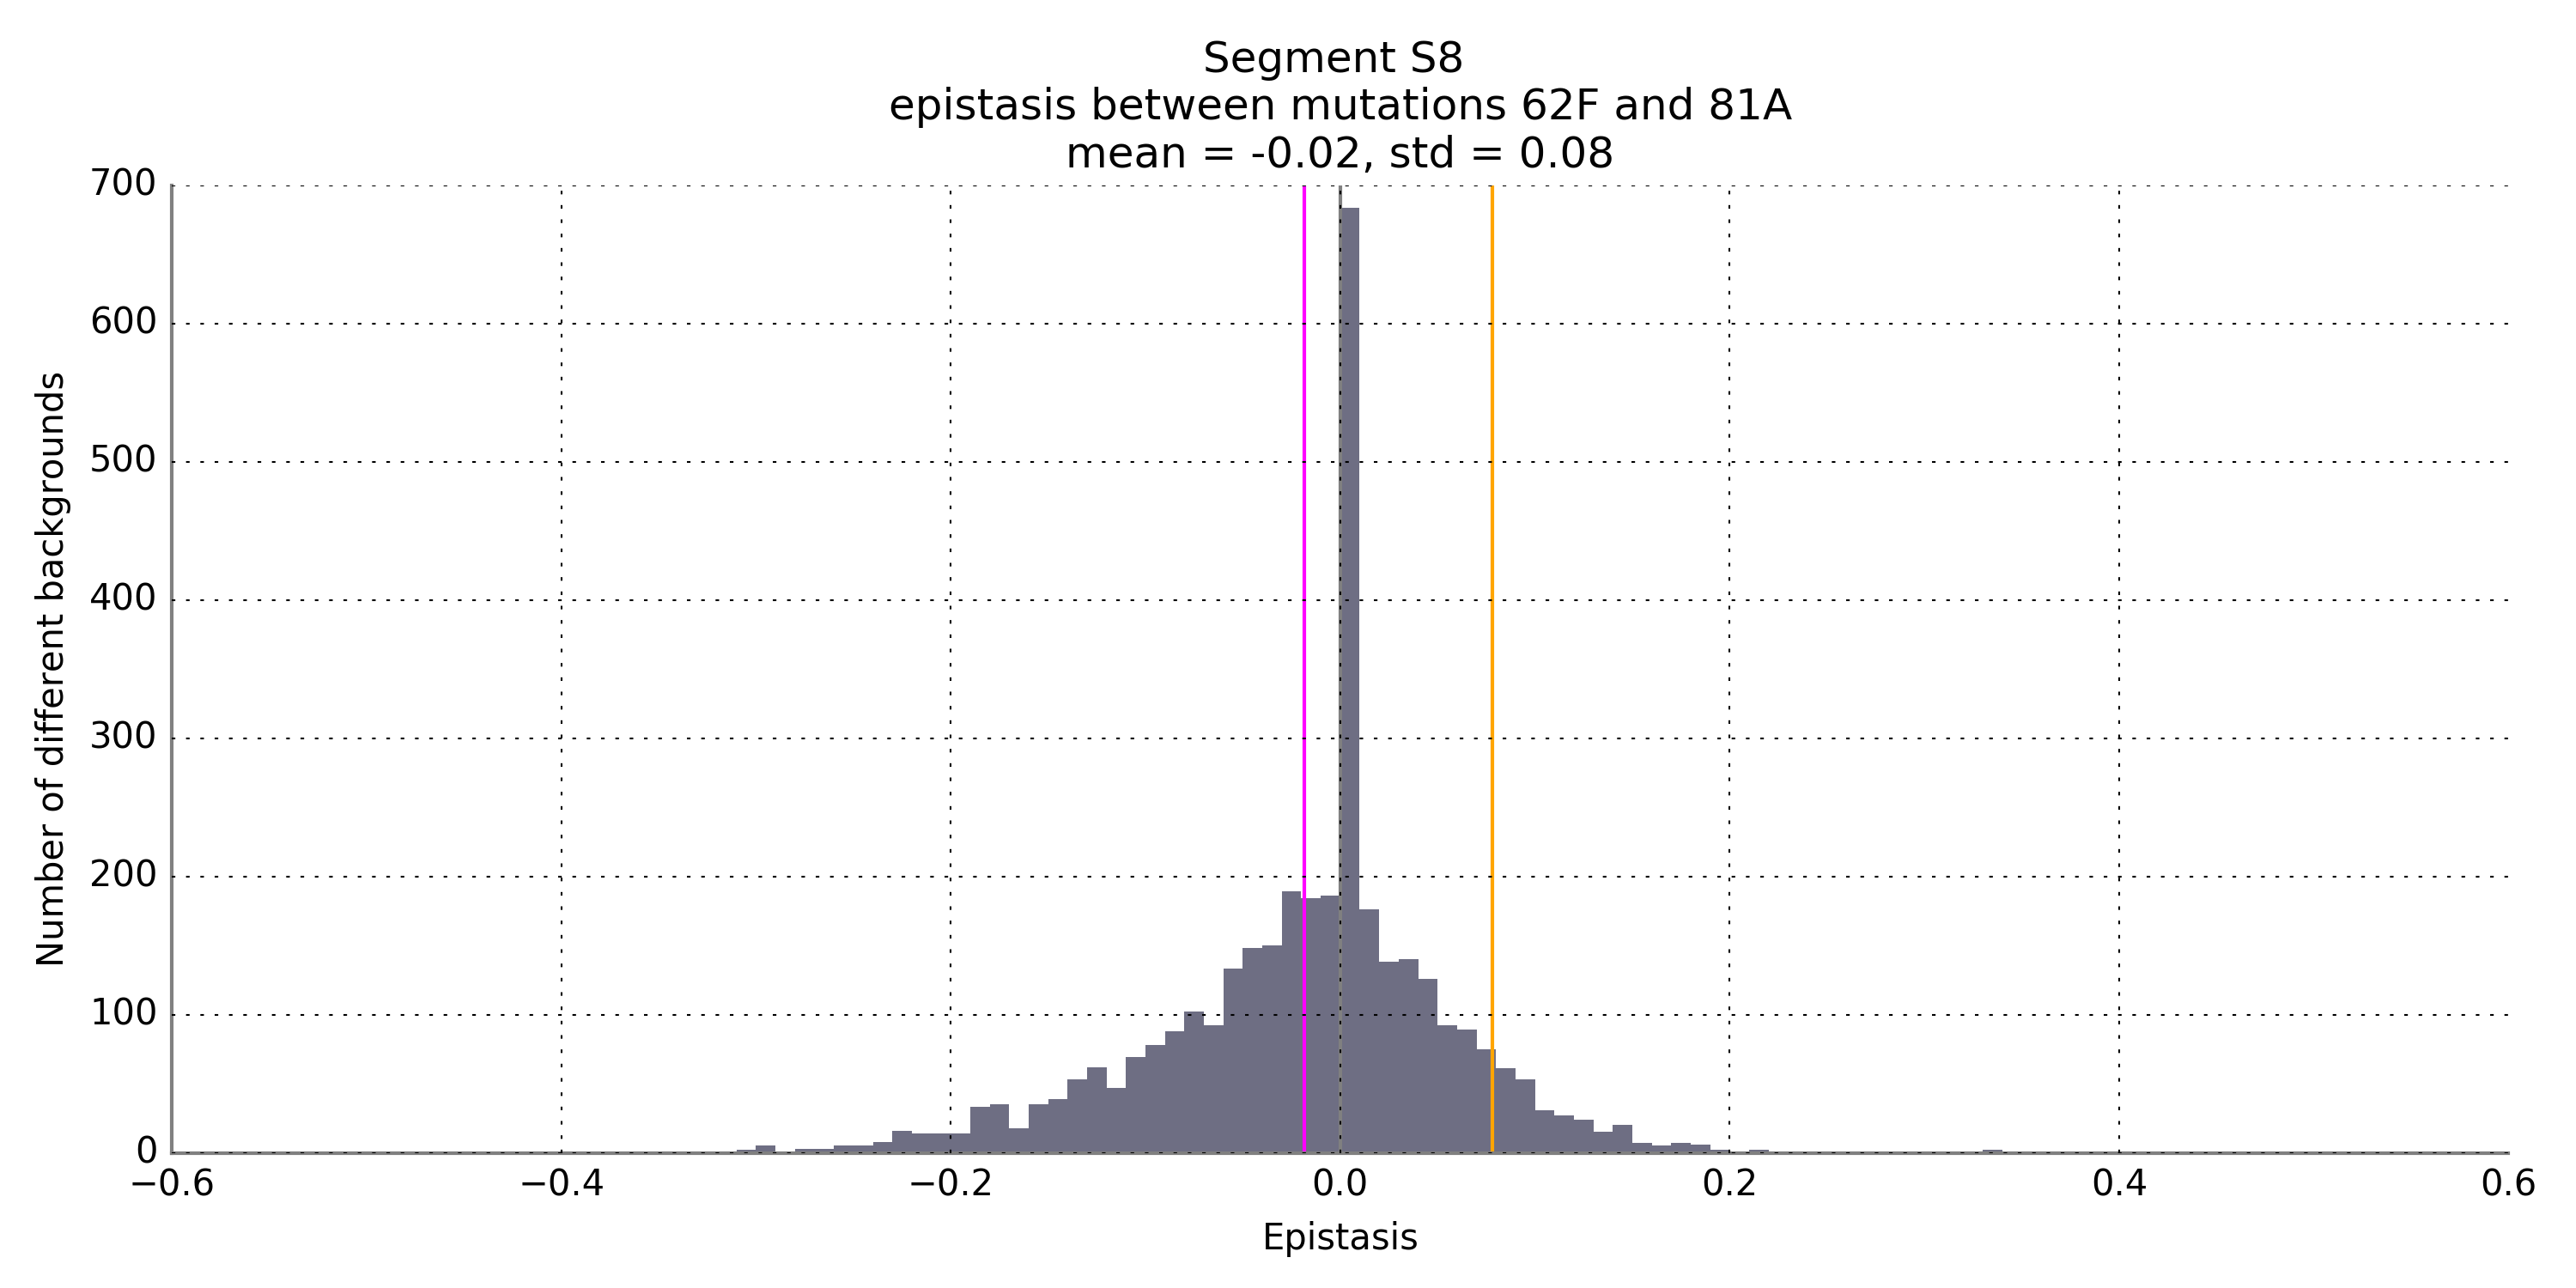 Segment S8
epistasis between mutations 62F and 81A
mean = -0.02, std = 0.08
700
600
500
400
300
200
100
0
Number of different backgrounds
−0.6 −0.4 −0.2 0.0 0.2 0.4 0.6
Epistasis